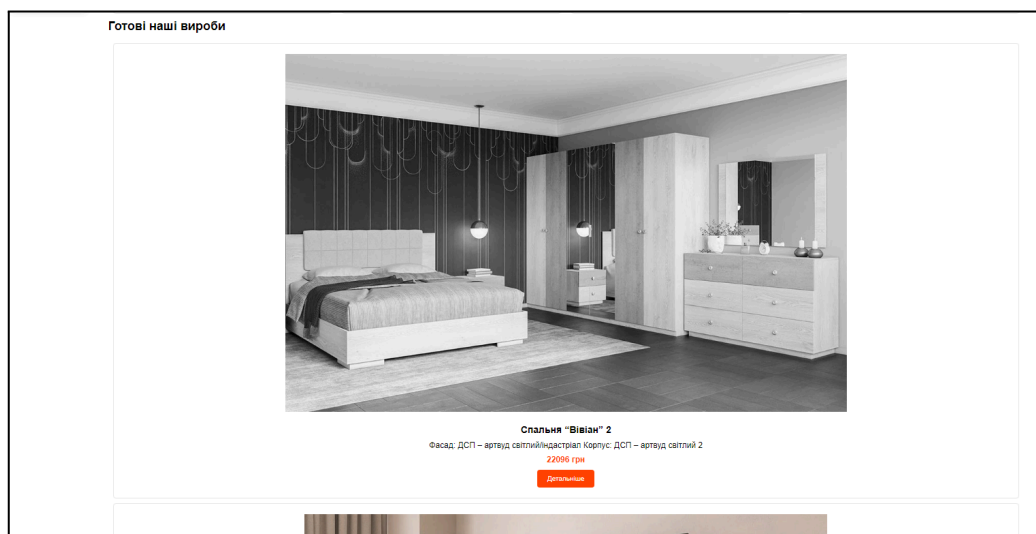 Готові наші вироби
Спальня “Вівіан” 2
Фасад: ДСП – артвуд світлий/індастріал Корпус: ДСП – артвуд світлий 2
22096 грн
Детальніше